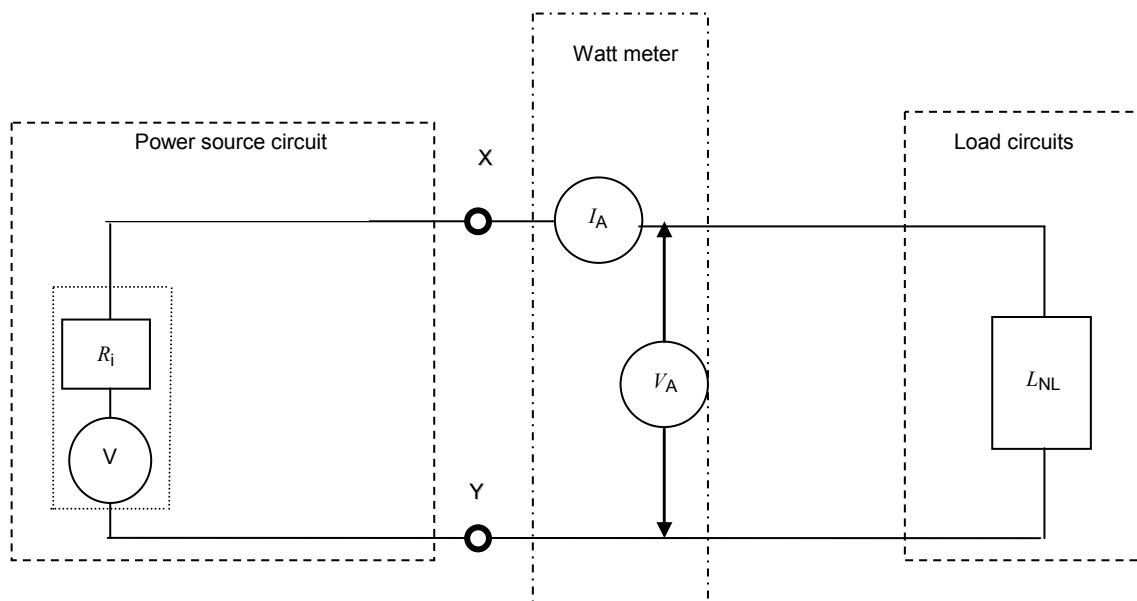 Watt meter
Power source circuit
Load circuits
X
I_A
R_i
V_A
L_NL
V
Y